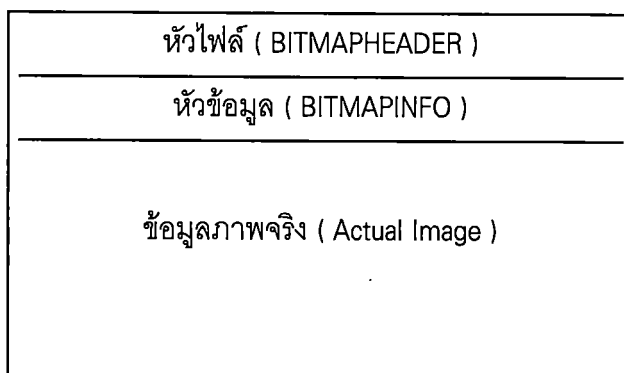 หัวไฟล์ ( BITMAPHEADER )
หัวข้อมูล ( BITMAPINFO )
ข้อมูลภาพจริง ( Actual Image )